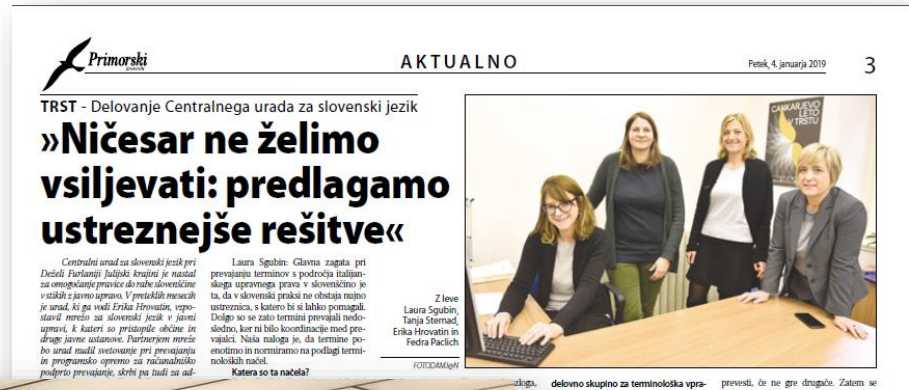 Primorski
AKTUALNO
Petek, 4. januarja 2019
3
TRST - Delovanje Centralnega urada za slovenski jezik
»Ničesar ne želimo
vsiljevati: predlagamo
ustreznejše rešitve«
Centralni urad za slovenski jezik pri
Deželi Furlaniji Julijski krajini je nastal
za omogočanje pravice do rabe slovenščine
v stikih z javno upravo. V preteklih mesecih
je urad, ki ga vodi Erika Hrovatin, vzpo-
stavil mrežo za slovenski jezik v javni
upravi, k kateri so pristopile občine in
druge javne ustanove. Partnerjem mreže
bo urad nudil svetovanje pri prevajanju
in programsko opremo za računalniško
podprto prevajanje, skrbi pa tudi za ad-
Laura Sgubin: Glavna zagata pri
prevajanju terminov s področja italijan-
skega upravnega prava v slovenščino je
ta, da v slovenski praksi ne obstaja nujno
ustreznica, s katero bi si lahko pomagali.
Dolgo so se zato termini prevajali nedo-
sledno, ker ni bilo koordinacije med pre-
vajalci. Naša naloga je, da termine po-
enotimo in normiramo na podlagi termi-
noloških načel.
Katera so ta načela?
CANKARJEVO
LETO
V TRSTU
Z leve
Laura Sgubin,
Tanja Sternad,
Erika Hrovatin in
Fedra Paclich
FOTODAMJ@N
zloga,
delovno skupino za terminološka vpra-
prevesti, če ne gre drugače. Zatem se